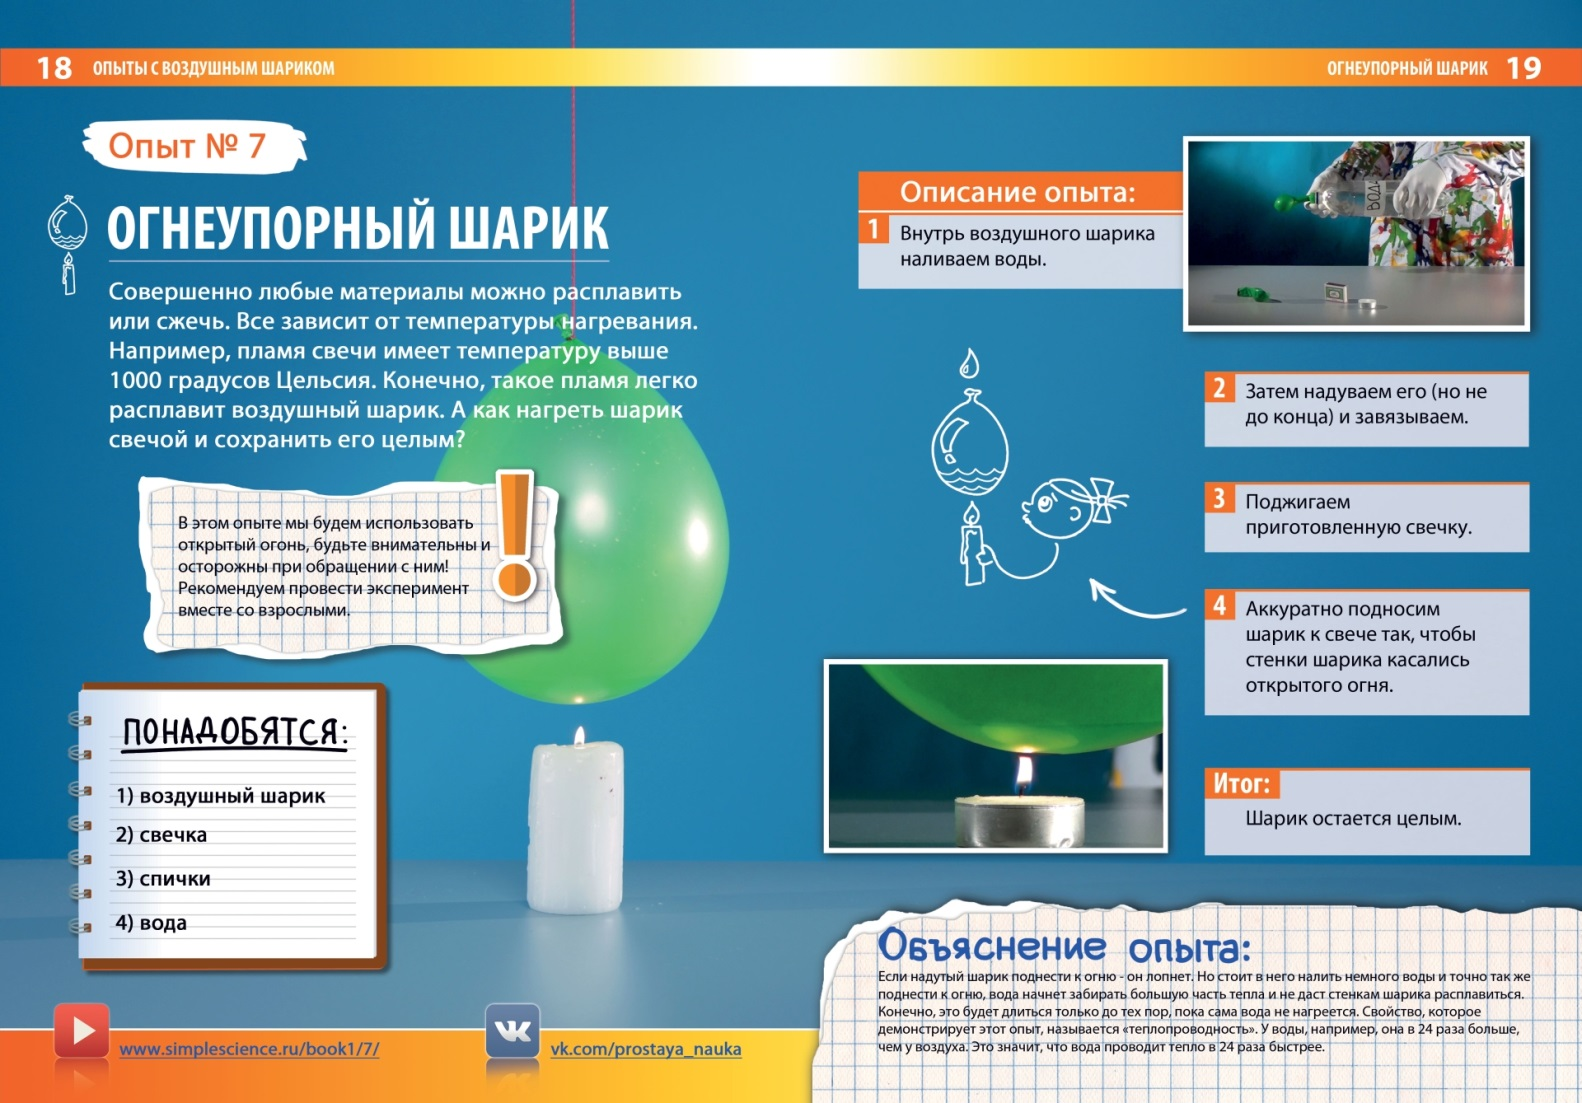 18 ОПЫТЫ С ВОЗДУШНЫМ ШАРИКОМ
ОГНЕУПОРНЫЙ ШАРИК 19
Опыт № 7
ОГНЕУПОРНЫЙ ШАРИК
Совершенно любые материалы можно расплавить
или сжечь. Все зависит от температуры нагревания.
Например, пламя свечи имеет температуру выше
1000 градусов Цельсия. Конечно, такое пламя легко
расплавит воздушный шарик. А как нагреть шарик
свечой и сохранить его целым?
В этом опыте мы будем использовать
открытый огонь, будьте внимательны и
осторожны при обращении с ним!
Рекомендуем провести эксперимент
вместе со взрослыми.
ПОНАДОБЯТСЯ:
1) воздушный шарик
2) свечка
3) спички
4) вода
www.simplescience.ru/book1/7/
vk.com/prostaya_nauka
Описание опыта:
1 Внутрь воздушного шарика
наливаем воды.
ВОДА
2 Затем надуваем его (но не
до конца) и завязываем.
3 Поджигаем
приготовленную свечку.
4 Аккуратно подносим
шарик к свече так, чтобы
стенки шарика касались
открытого огня.
Итог:
Шарик остается целым.
Объяснение опыта:
Если надутый шарик поднести к огню - он лопнет. Но стоит в него налить немного воды и точно так же
поднести к огню, вода начнет забирать большую часть тепла и не даст стенкам шарика расплавиться.
Конечно, это будет длиться только до тех пор, пока сама вода не нагреется. Свойство, которое
демонстрирует этот опыт, называется «теплопроводность». У воды, например, она в 24 раза больше,
чем у воздуха. Это значит, что вода проводит тепло в 24 раза быстрее.